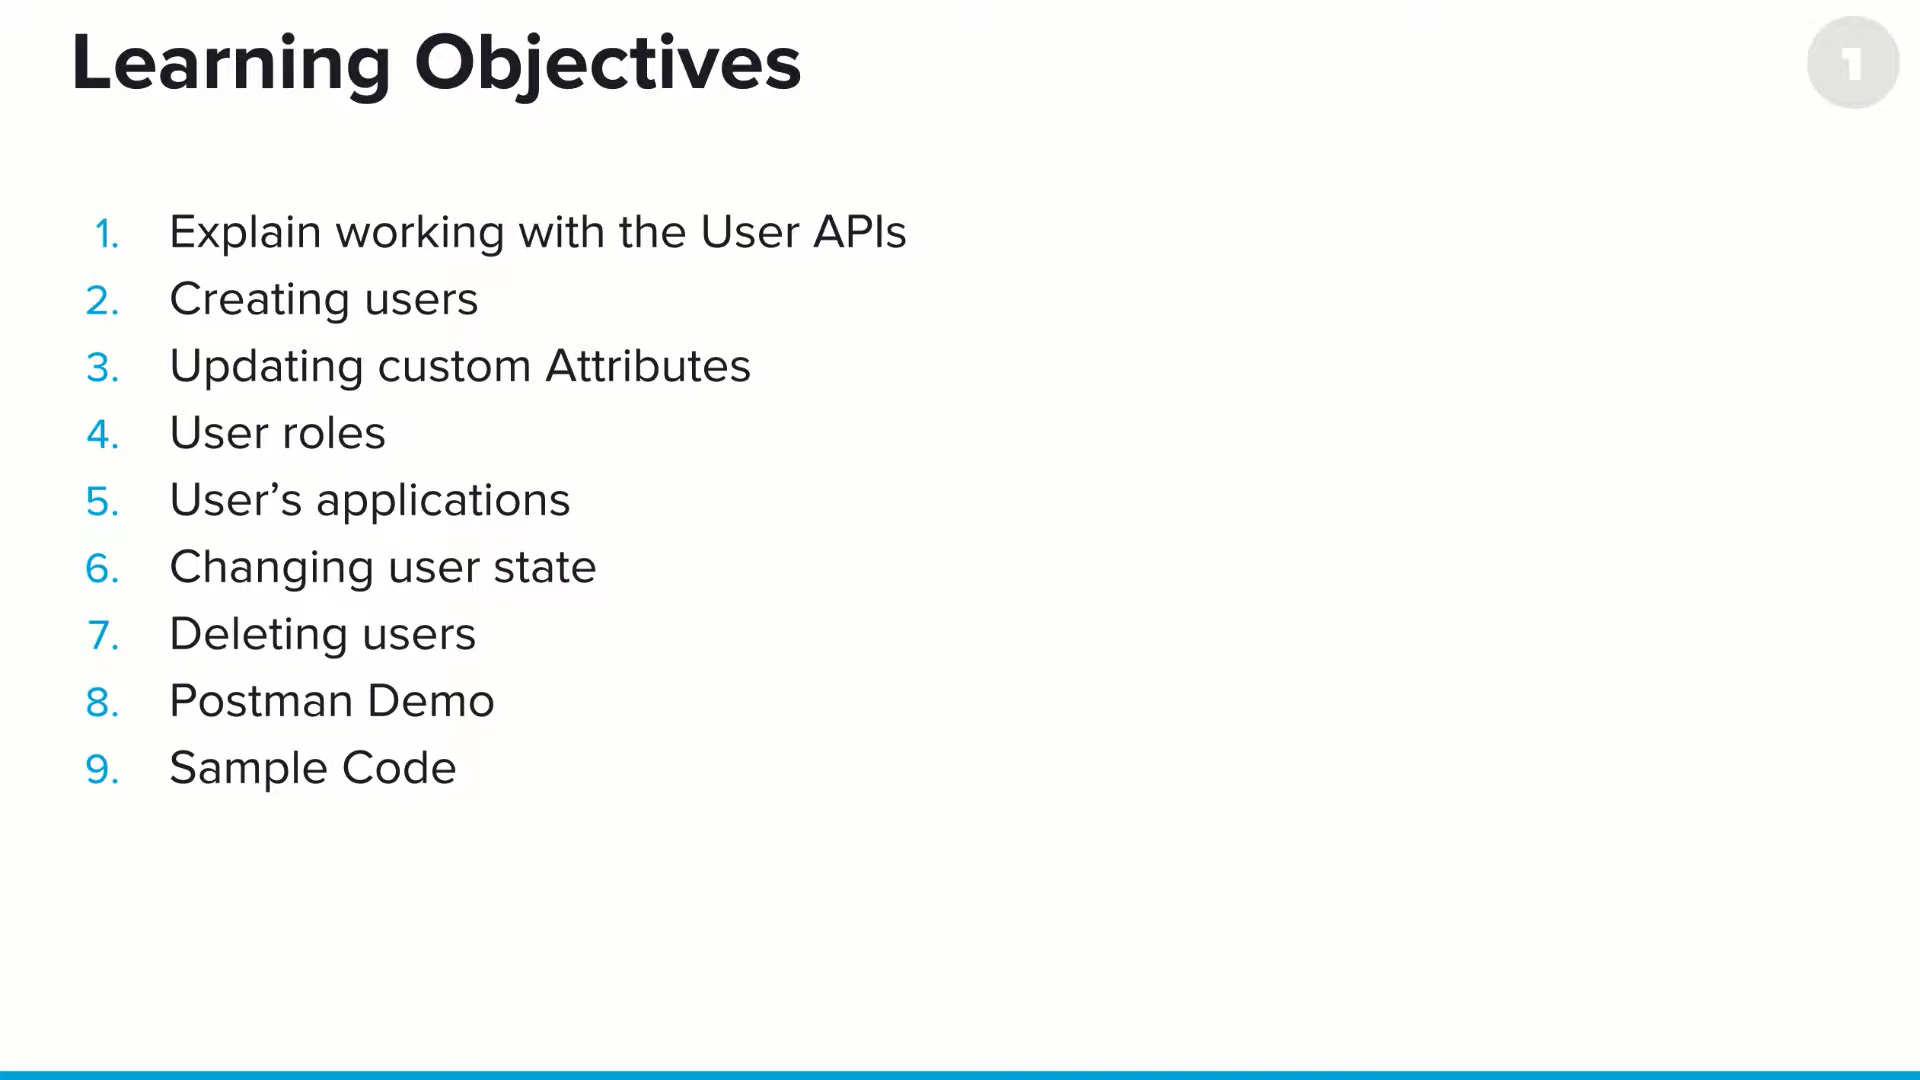 Learning Objectives
1
1. Explain working with the User APIs
2. Creating users
3. Updating custom Attributes
4. User roles
5. User’s applications
6. Changing user state
7. Deleting users
8. Postman Demo
9. Sample Code